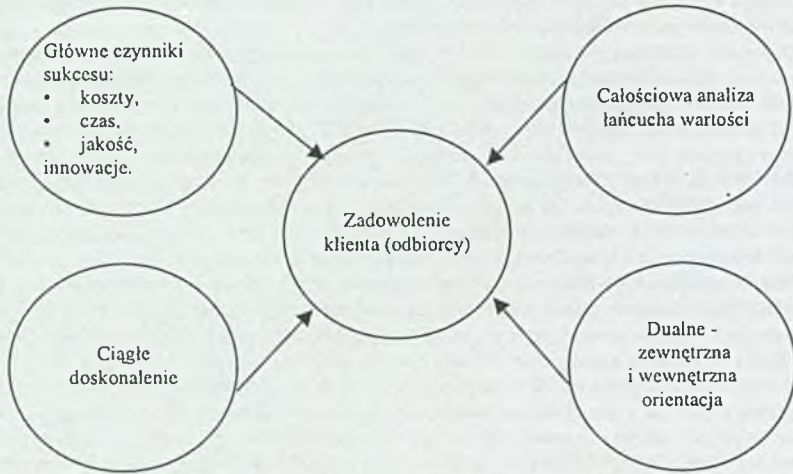 Główne czynniki
sukcesu:
• koszty,
• czas,
• jakość,
innowacje.
Całościowa analiza
łańcucha wartości
Zadowolenie
klienta (odbiorcy)
Ciągłe
doskonalenie
Dualne -
zewnętrzna
i wewnętrzna
orientacja